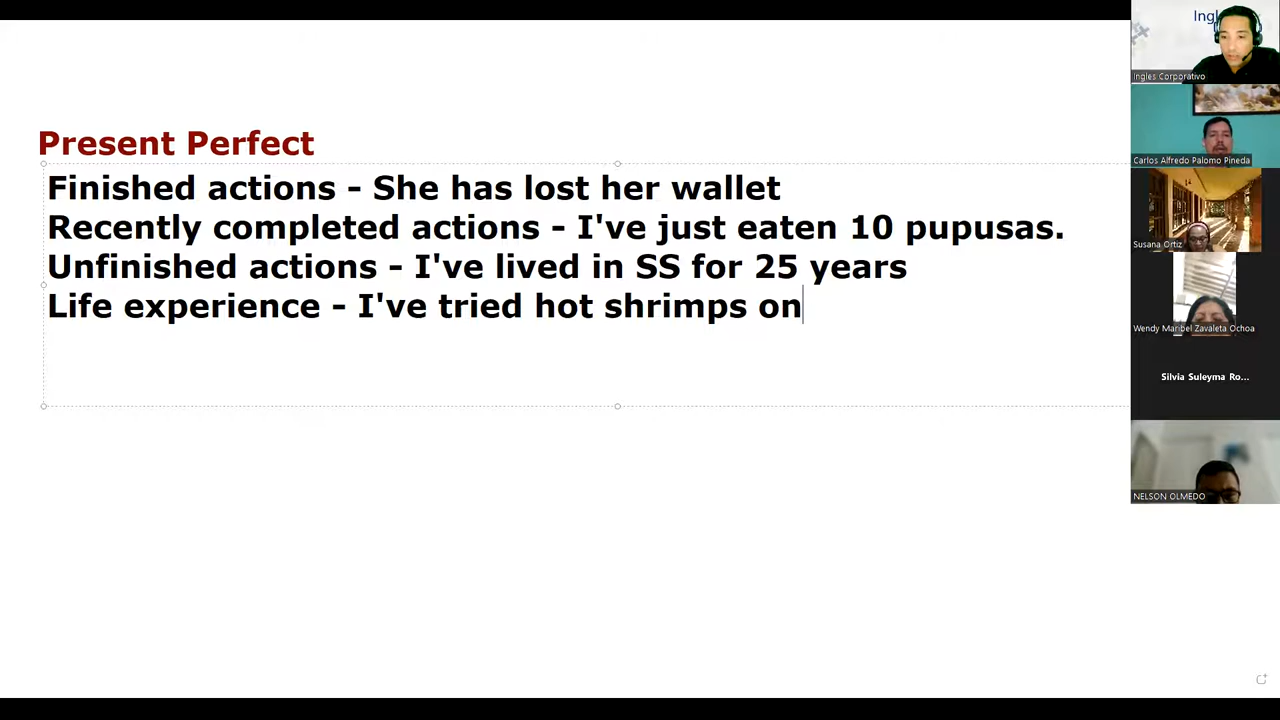 Present Perfect
Finished actions - She has lost her wallet
Recently completed actions - I've just eaten 10 pupusas.
Unfinished actions - I've lived in SS for 25 years
Life experience - I've tried hot shrimps on
Ingles Corporativo
Carlos Alfredo Palomo Pineda
Susana Ortiz
Wendy Maribel Zavaleta Ochoa
Silvia Suleyma Ro...
NELSON OLMEDO